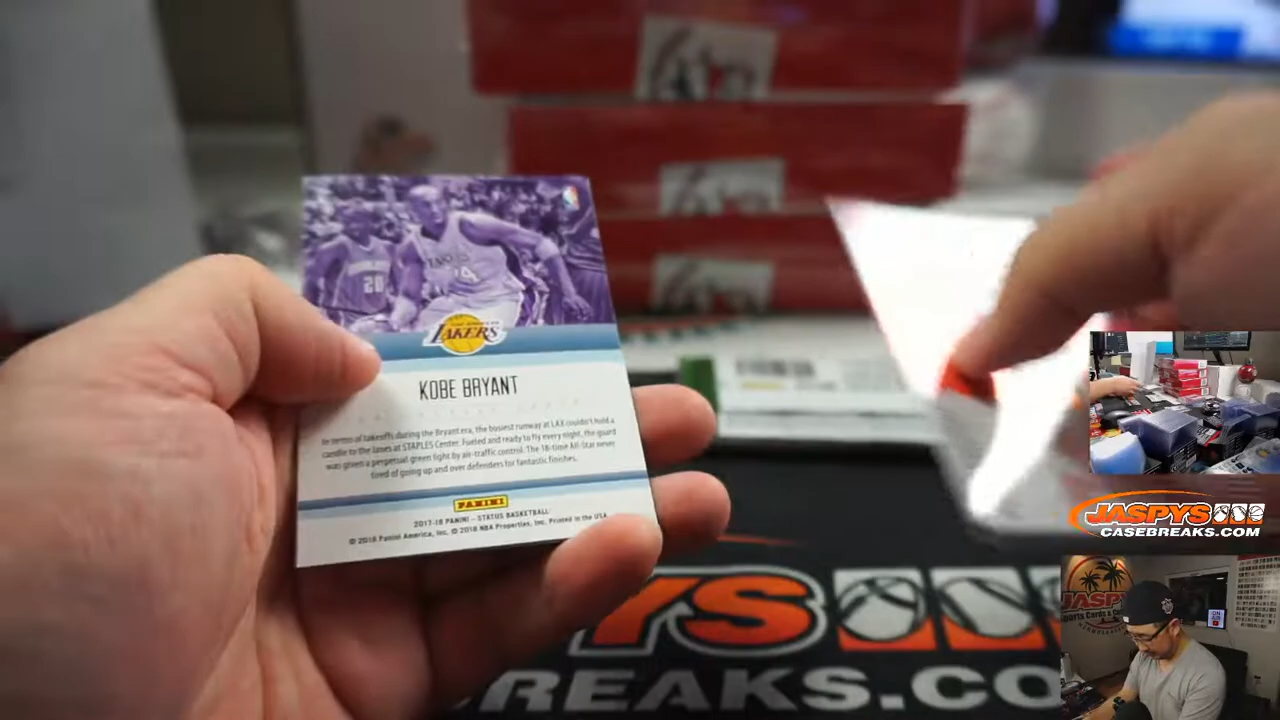 20
24
LAKERS
KOBE BRYANT
In terms of takeoffs during the Bryant era, the busiest runway at LAX couldn't hold a
candle to the lanes at STAPLES Center. Fueled and ready to fly every night, the guard
was given a perpetual green light by air-traffic control. The 18-time All-Star never
tired of going up and over defenders for fantastic finishes.
PANINI
2017-18 PANINI - STATUS BASKETBALL
© 2018 Panini America, Inc. © 2018 NBA Properties, Inc. Printed in the USA.
YS
REAKS.CO
JASPYS
CASEBREAKS.COM
JASPY